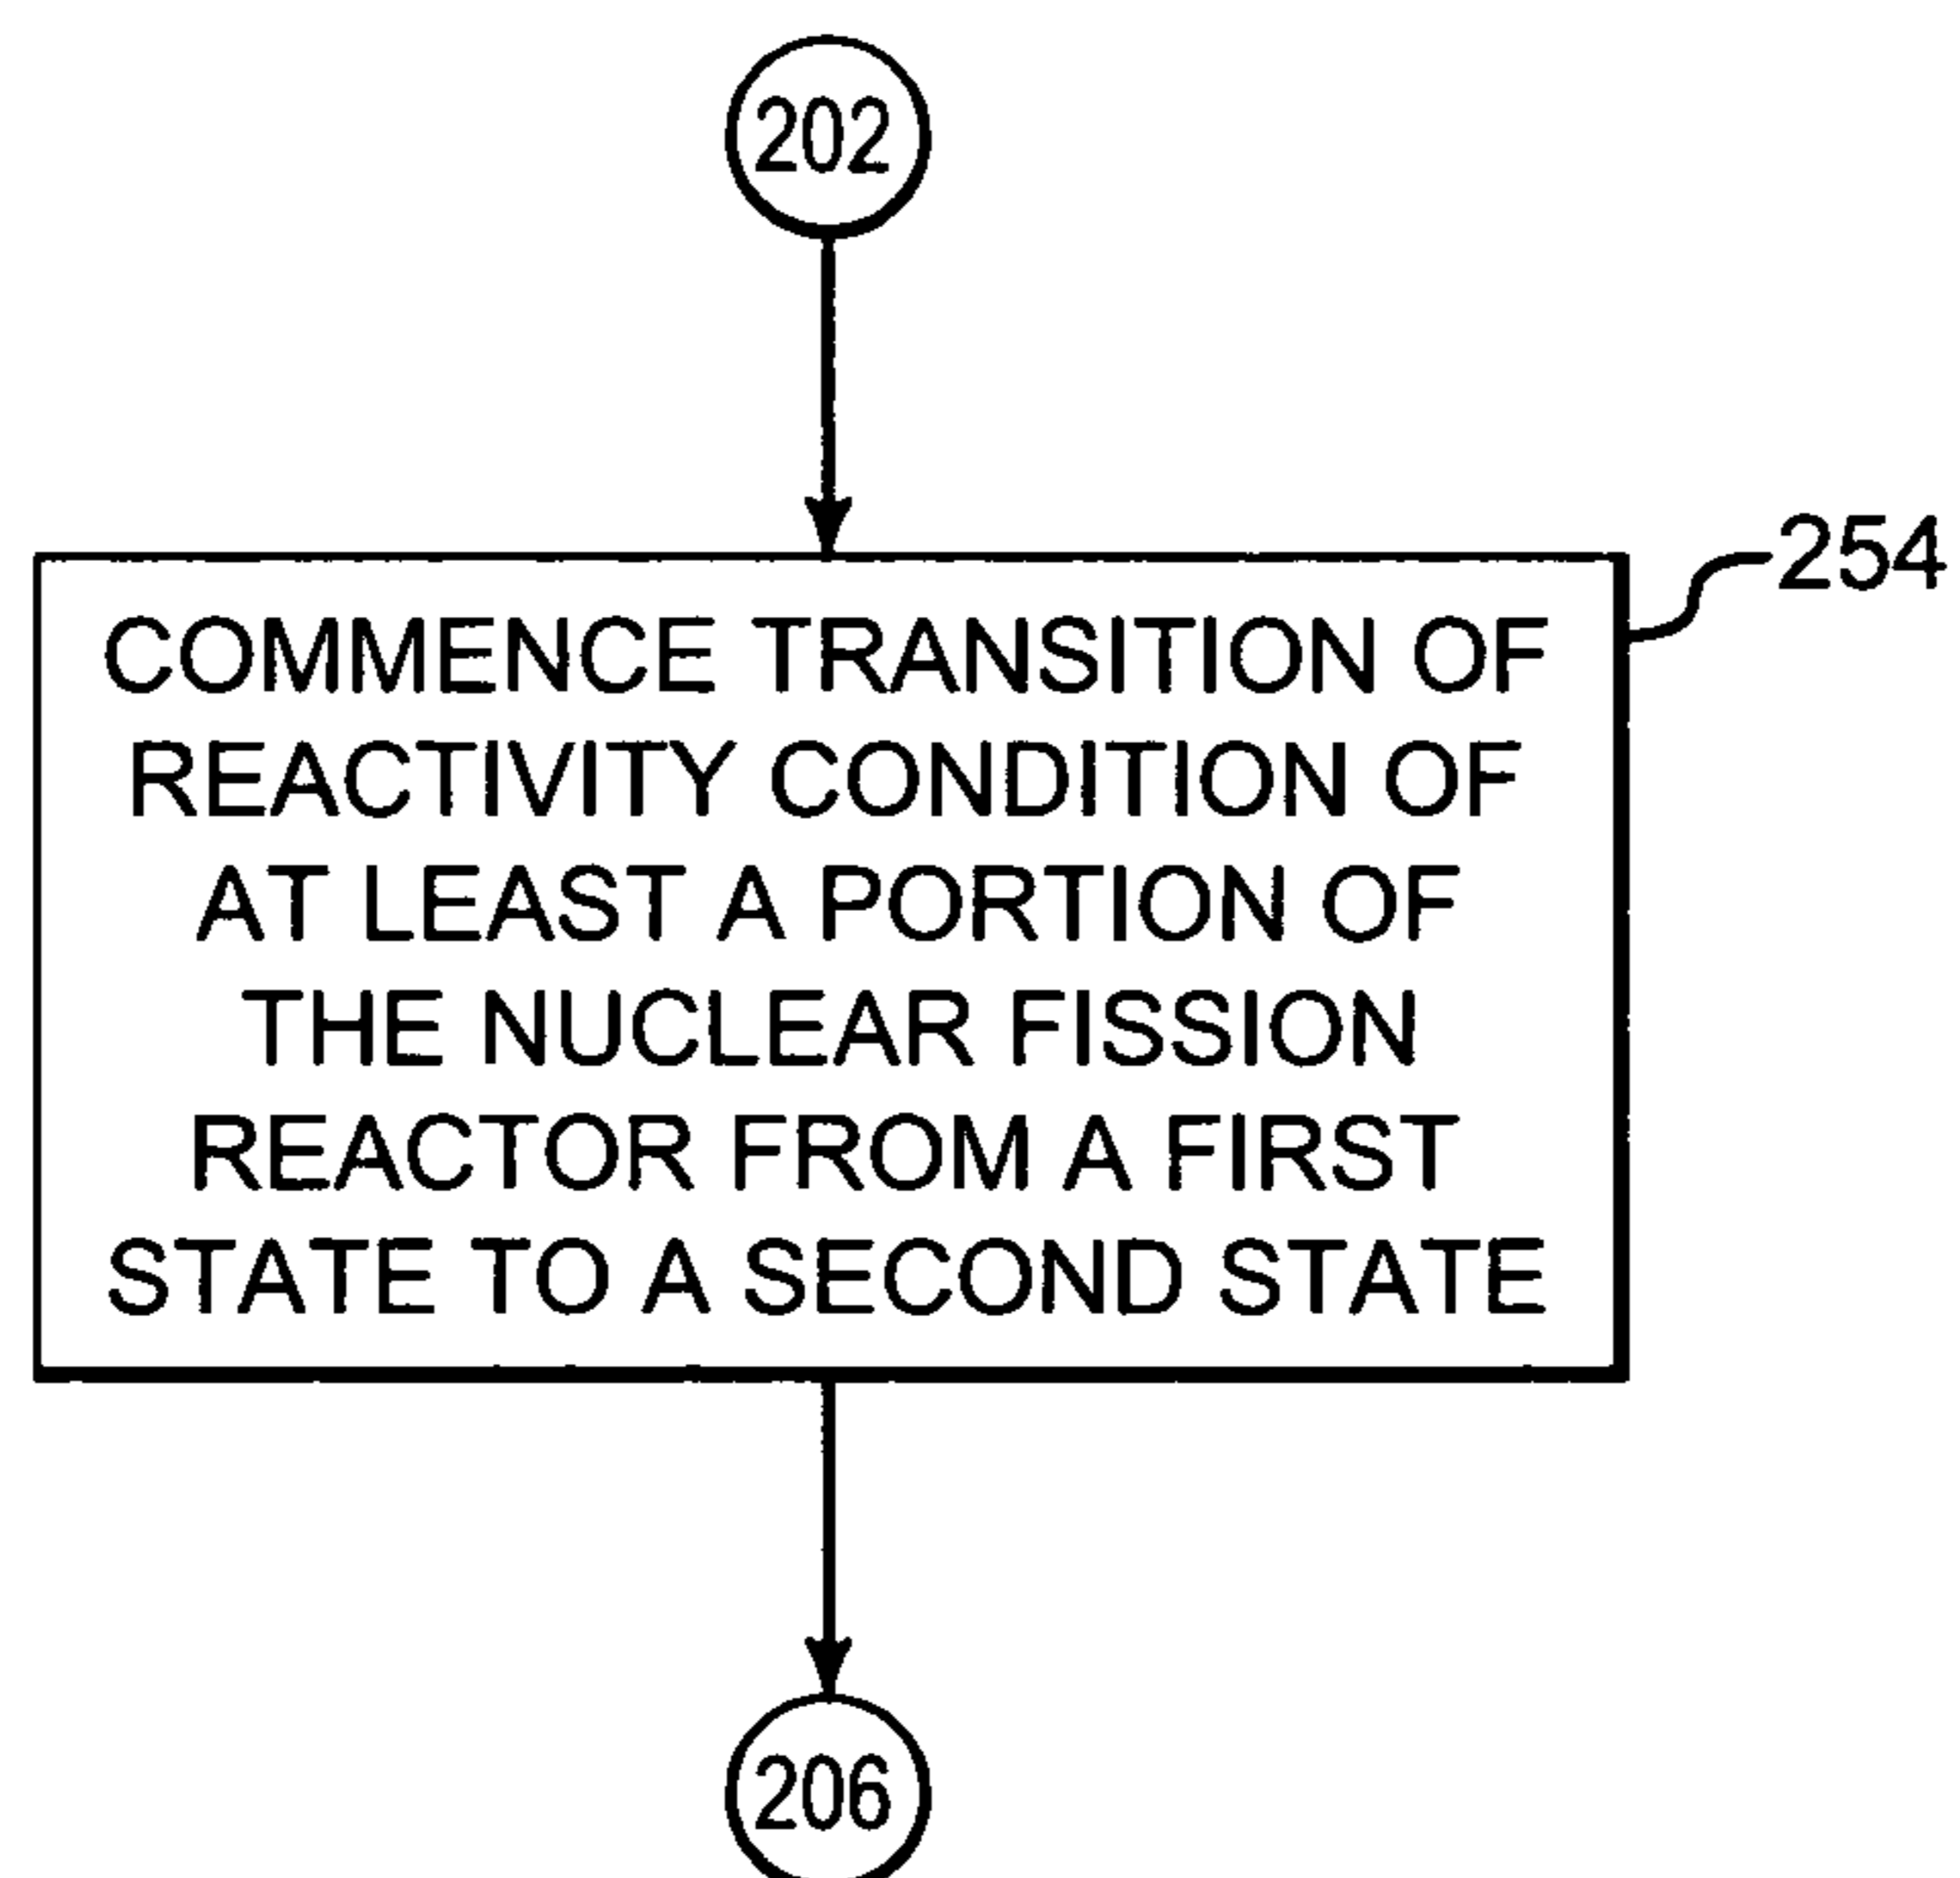 202
254
COMMENCE TRANSITION OF
REACTIVITY CONDITION OF
AT LEAST A PORTION OF
THE NUCLEAR FISSION
REACTOR FROM A FIRST
STATE TO A SECOND STATE
206